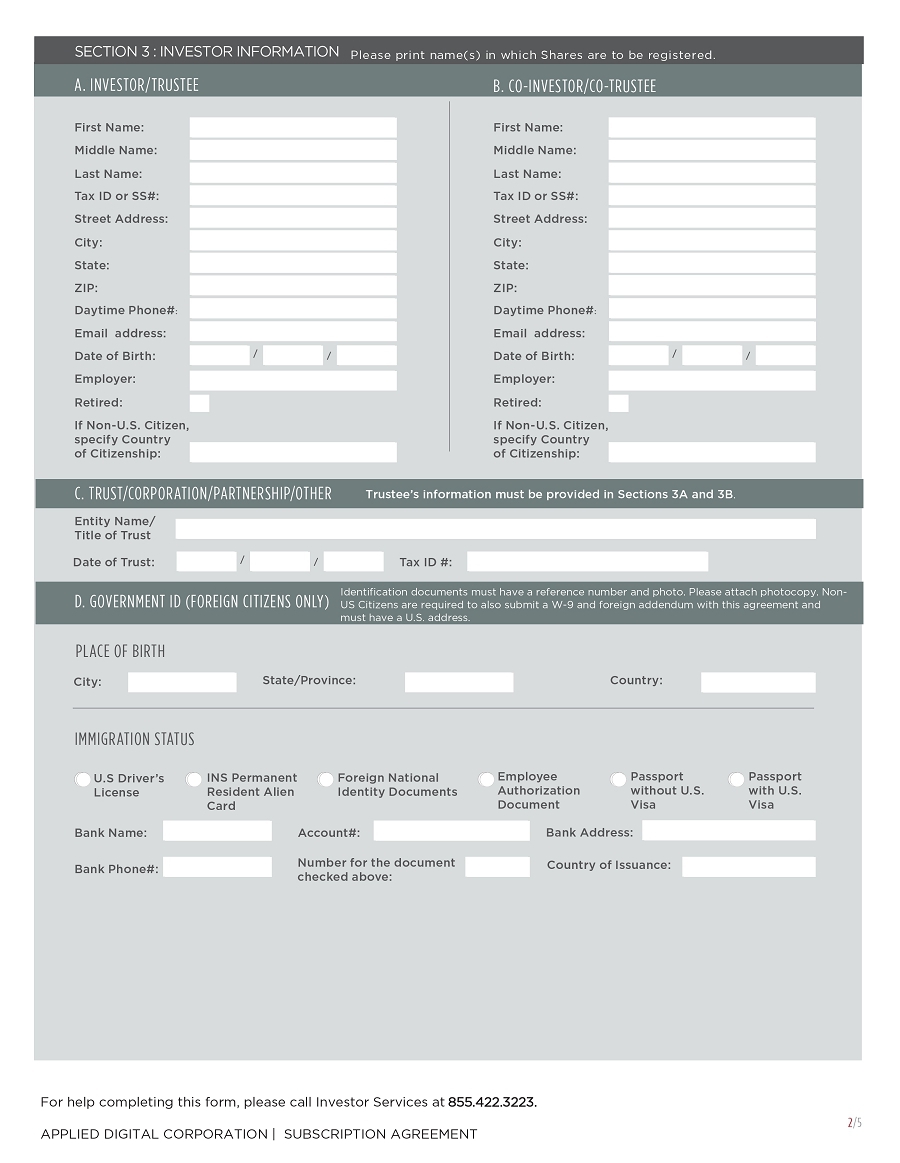 SECTION 3 : INVESTOR INFORMATION Please print name(s) in which Shares are to be registered.
A. INVESTOR/TRUSTEE
First Name:
Middle Name:
Last Name:
Tax ID or SS#:
Street Address:
City:
State:
ZIP:
Daytime Phone#:
Email address:
Date of Birth: / /
Employer:
Retired:
If Non-U.S. Citizen,
specify Country
of Citizenship:
B. CO-INVESTOR/CO-TRUSTEE
First Name:
Middle Name:
Last Name:
Tax ID or SS#:
Street Address:
City:
State:
ZIP:
Daytime Phone#:
Email address:
Date of Birth: / /
Employer:
Retired:
If Non-U.S. Citizen,
specify Country
of Citizenship:
C. TRUST/CORPORATION/PARTNERSHIP/OTHER Trustee's information must be provided in Sections 3A and 3B.
Entity Name/
Title of Trust
Date of Trust: / / Tax ID #:
D. GOVERNMENT ID (FOREIGN CITIZENS ONLY)
Identification documents must have a reference number and photo. Please attach photocopy. Non-
US Citizens are required to also submit a W-9 and foreign addendum with this agreement and
must have a U.S. address.
PLACE OF BIRTH
City: State/Province: Country:
IMMIGRATION STATUS
U.S Driver's
License
INS Permanent
Resident Alien
Card
Foreign National
Identity Documents
Employee
Authorization
Document
Passport
without U.S.
Visa
Passport
with U.S.
Visa
Bank Name: Account#: Bank Address:
Bank Phone#:
Number for the document
checked above:
Country of Issuance:
For help completing this form, please call Investor Services at 855.422.3223.
2/5
APPLIED DIGITAL CORPORATION | SUBSCRIPTION AGREEMENT